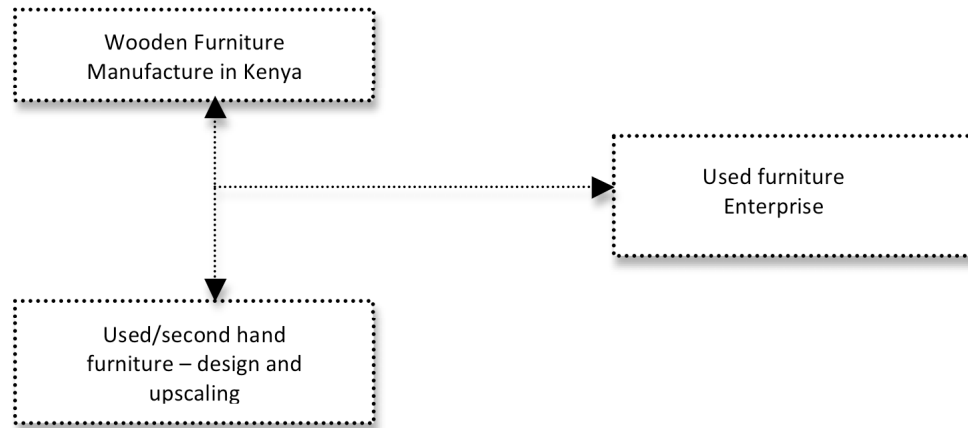 Wooden Furniture
Manufacture in Kenya
Used furniture
Enterprise
Used/second hand
furniture – design and
upscaling